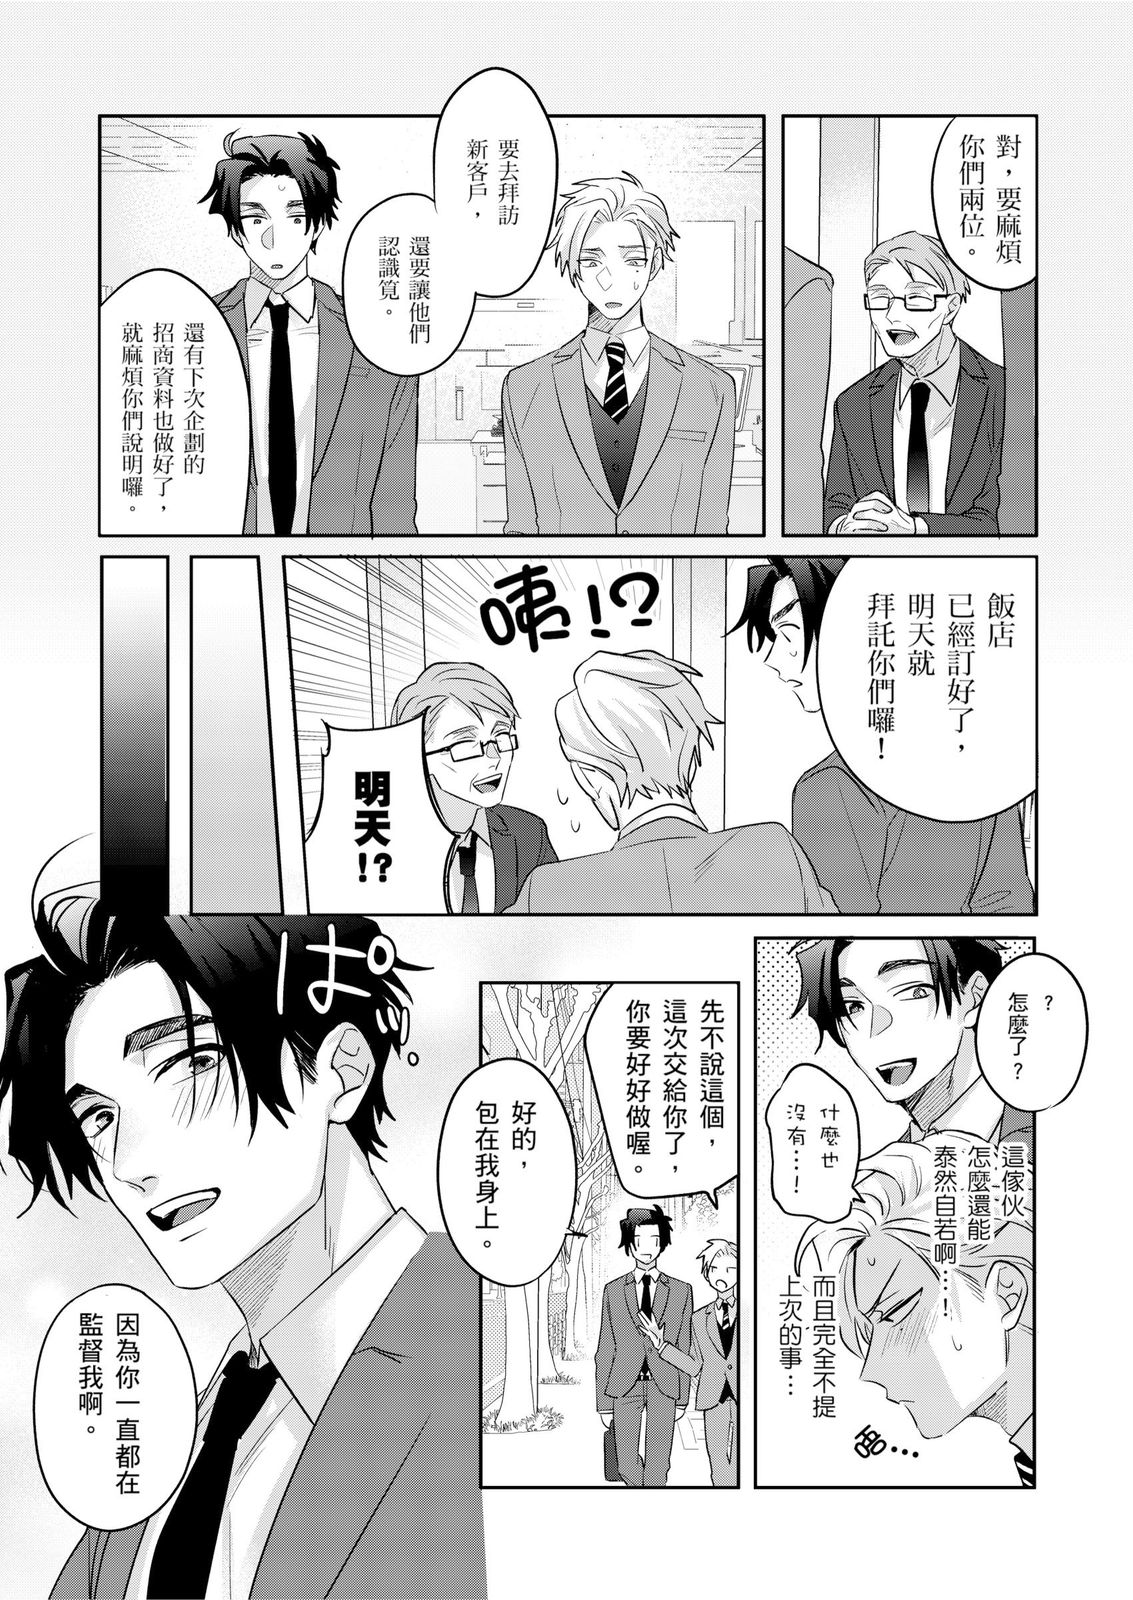 對，要麻煩
你們兩位。
要去拜訪
新客戶，
還要讓他們
認識筧。
還有下次企劃的
招商資料也做好了，
就麻煩你們說明囉。
飯店
已經訂好了，
明天就
拜託你們囉！
咦!?
明天!?
？
怎麼了？
什麼也
沒有…！
這傢伙
怎麼還能
泰然自若啊…！
而且完全不提
上次的事…
唔…
先不說這個，
這次交給你了，
你要好好做喔。
好的，
包在我身上。
ぱっ。
因為你一直都在
監督我啊。